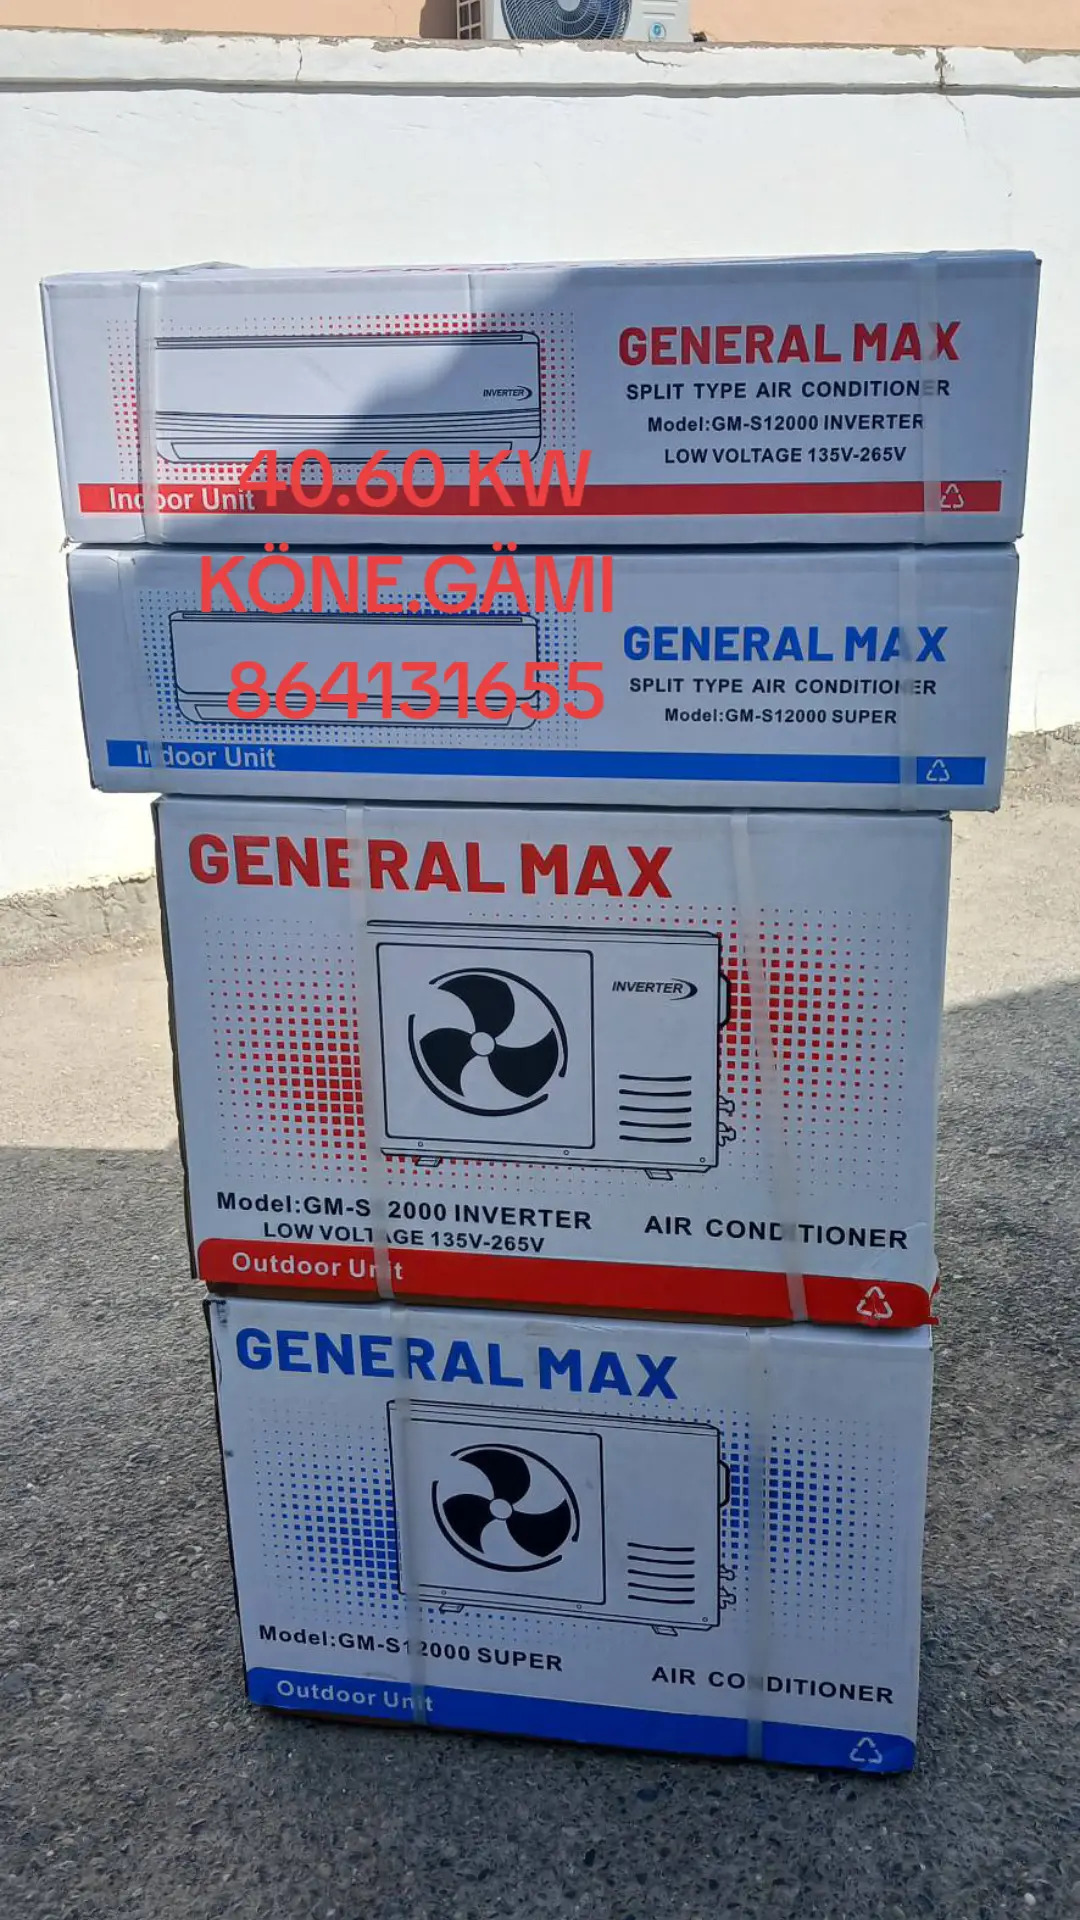 GENERAL MAX
SPLIT TYPE AIR CONDITIONER
INVERTER
Model:GM-S12000 INVERTER
LOW VOLTAGE 135V-265V
40.60 KW
Indoor Unit
KÖNE.GÄMI
GENERAL MAX
864131655
SPLIT TYPE AIR CONDITIONER
Model:GM-S12000 SUPER
Indoor Unit
GENERAL MAX
INVERTER
Model:GM-S12000 INVERTER
AIR CONDITIONER
LOW VOLTAGE 135V-265V
Outdoor Unit
GENERAL MAX
Model:GM-S12000 SUPER
AIR CONDITIONER
Outdoor Unit